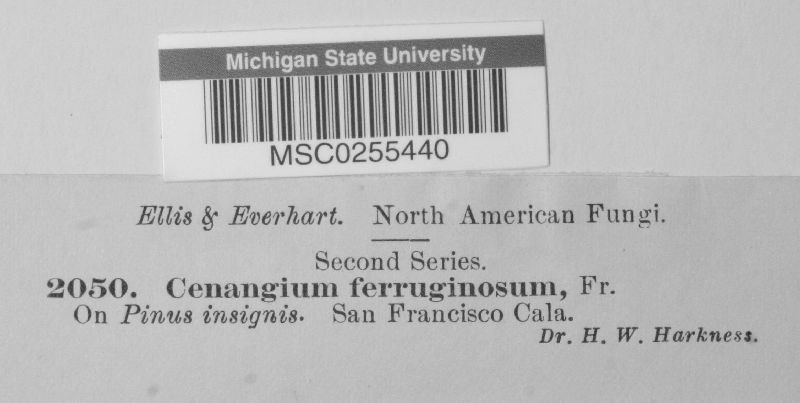 Michigan State University
MSC0255440
Ellis & Everhart. North American Fungi.
Second Series.
2050. Cenangium ferruginosum, Fr.
On Pinus insignis. San Francisco Cala.
Dr. H. W. Harkness.